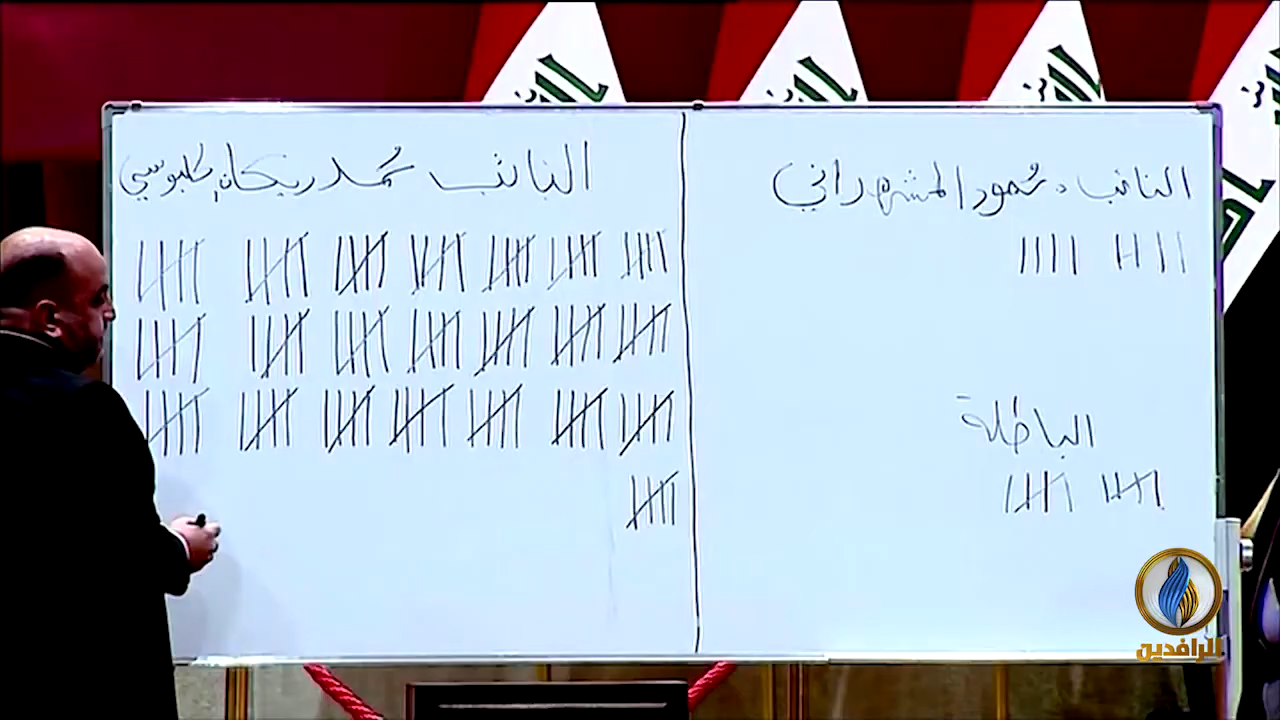 النائب محمود المشهداني
النائب محمد ريكان الحلبوسي
الباطلة
الرافدين